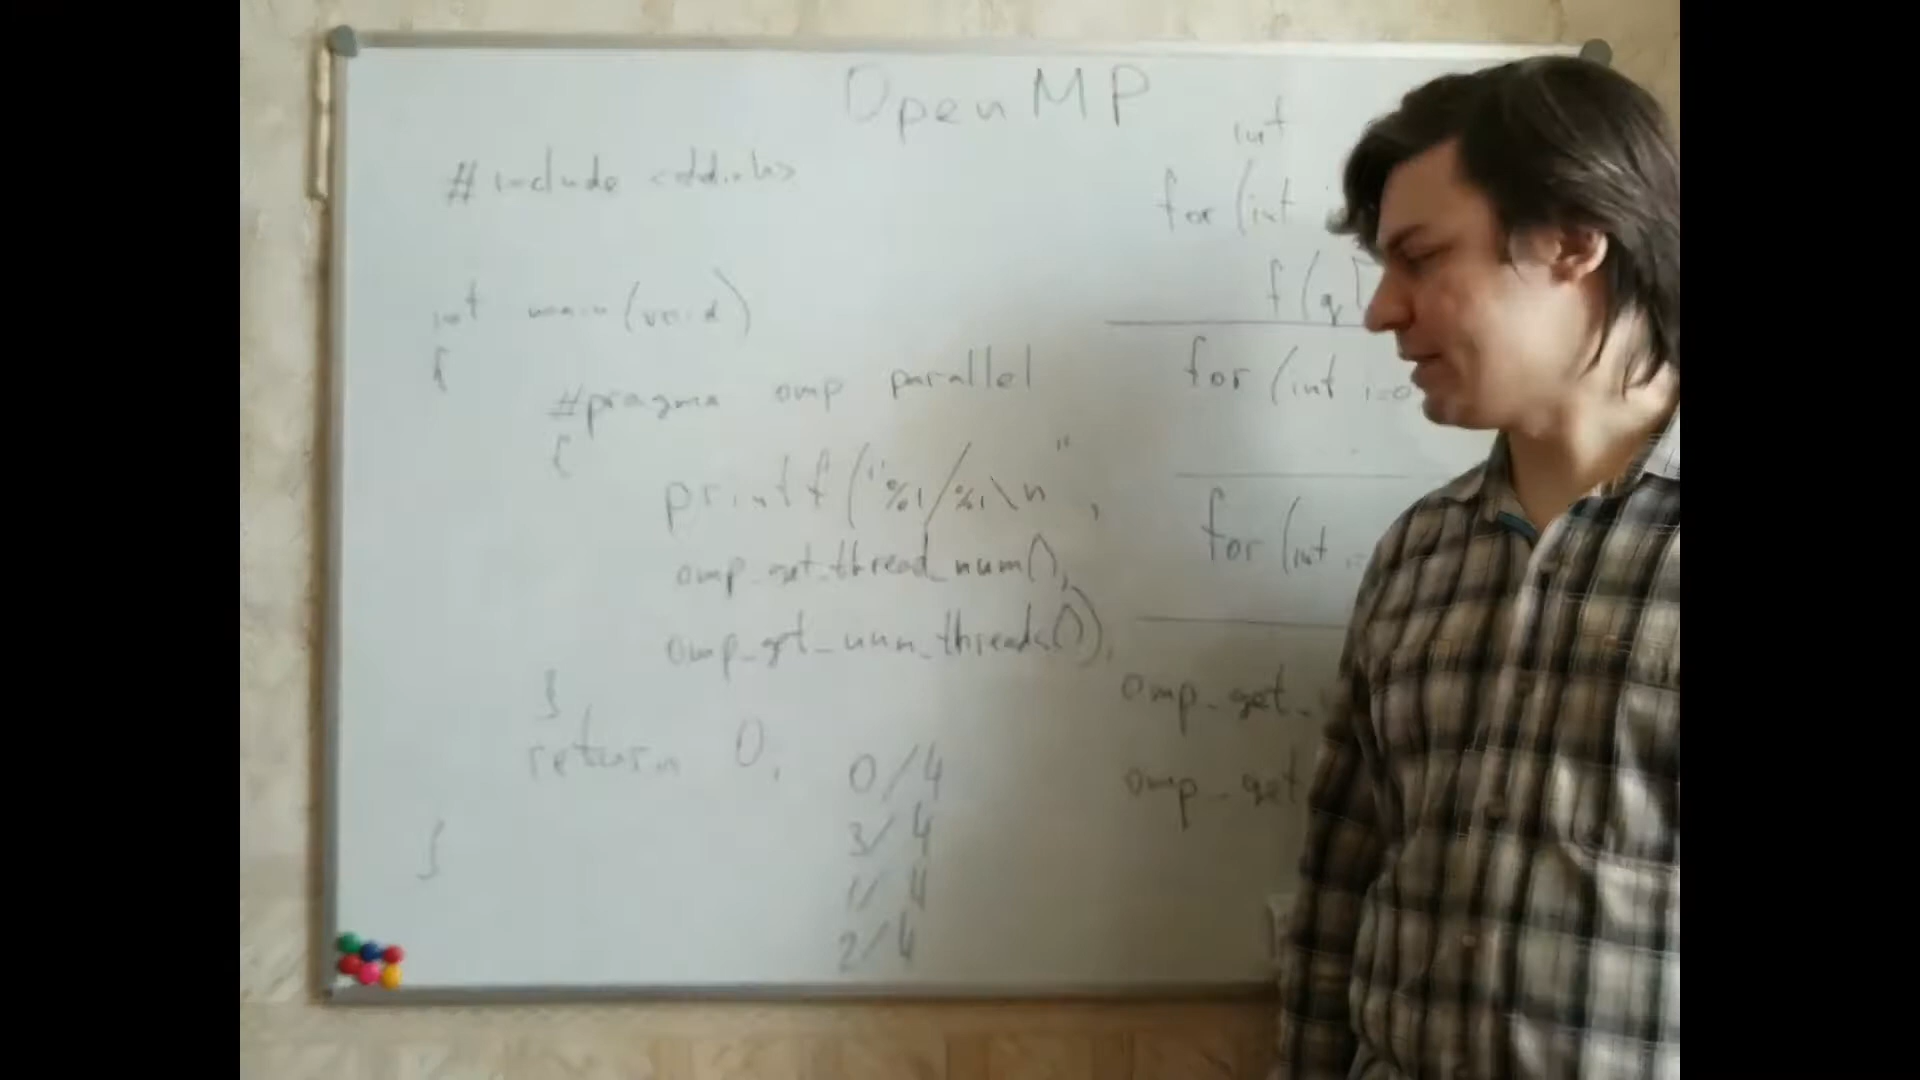 OpenMP
#include <stdio.h>
int main(void)
{
#pragma omp parallel
{
printf("%i/%i\n",
omp_get_thread_num(),
omp_get_num_threads());
}
return 0;
}
0/4
3/4
1/4
2/4
int
for (int i
f(q[
for (int i=0
for (int i=
omp_get_
omp_get